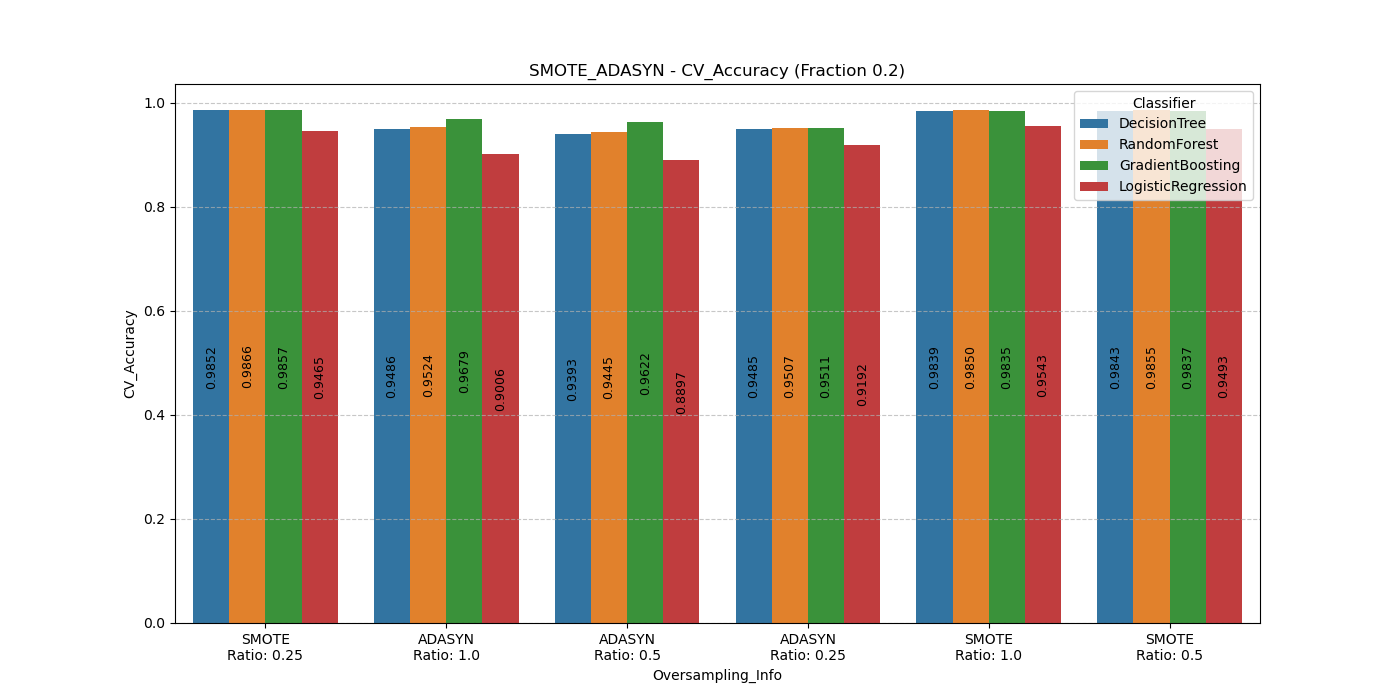 SMOTE_ADASYN - CV_Accuracy (Fraction 0.2)
Classifier
DecisionTree
RandomForest
GradientBoosting
LogisticRegression
CV_Accuracy
1.0
0.8
0.6
0.4
0.2
0.0
0.9852
0.9866
0.9857
0.9465
0.9486
0.9524
0.9679
0.9006
0.9393
0.9445
0.9622
0.8897
0.9485
0.9507
0.9511
0.9192
0.9839
0.9850
0.9835
0.9543
0.9843
0.9855
0.9837
0.9493
SMOTE
Ratio: 0.25
ADASYN
Ratio: 1.0
ADASYN
Ratio: 0.5
ADASYN
Ratio: 0.25
SMOTE
Ratio: 1.0
SMOTE
Ratio: 0.5
Oversampling_Info